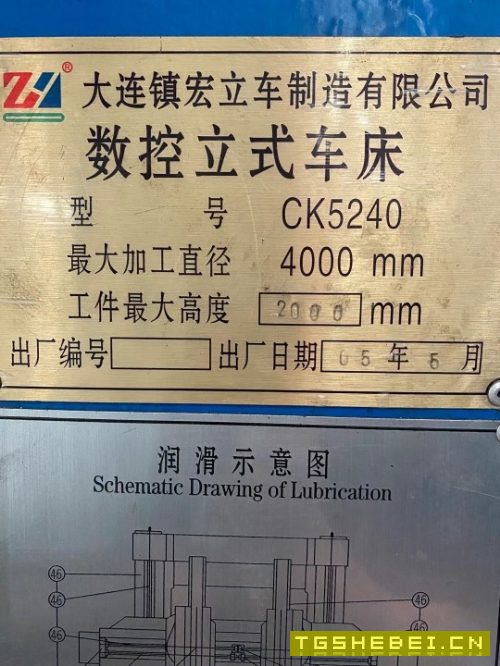 ZH®
大连镇宏立车制造有限公司
数控立式车床
型 号 CK5240
最大加工直径 4000 mm
工件最大高度 2000 mm
出厂编号 出厂日期 05 年 5 月
润滑示意图
Schematic Drawing of Lubrication
46 46
46 46
46 46
TGSHEBEI.CN